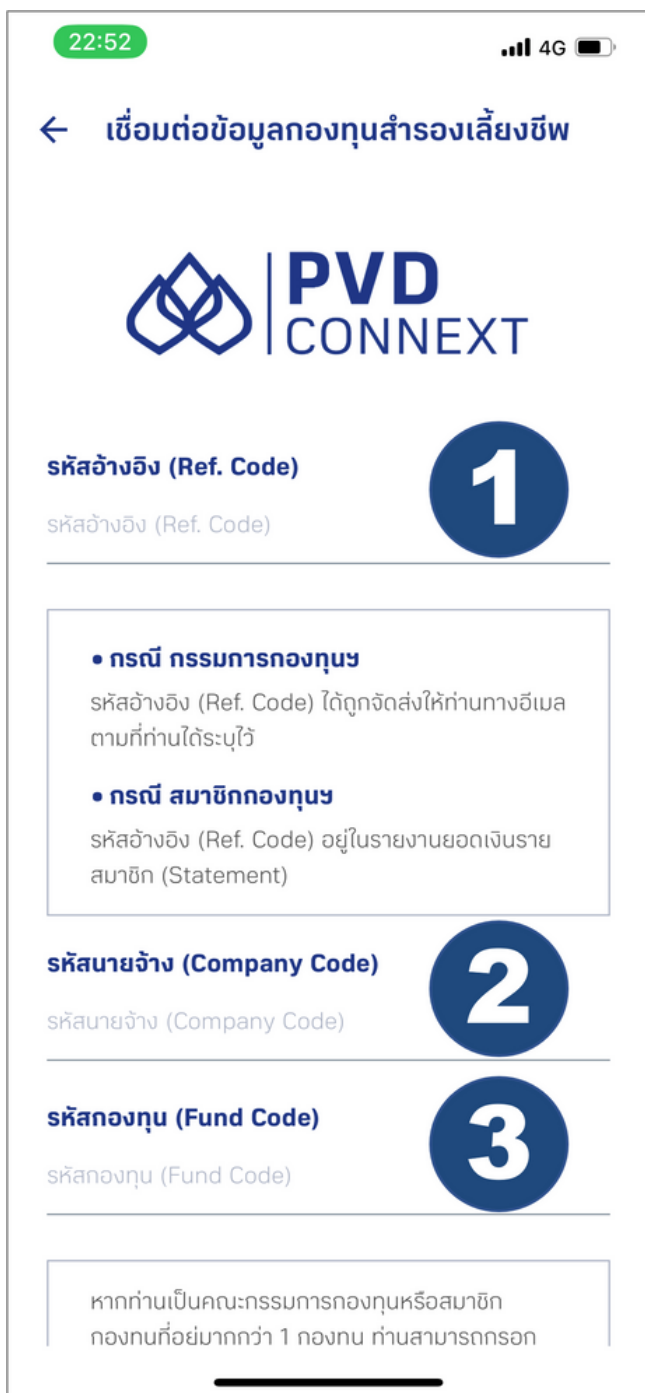 22:52
4G
← เชื่อมต่อข้อมูลกองทุนสำรองเลี้ยงชีพ
PVD
CONNEXT
รหัสอ้างอิง (Ref. Code)
1
รหัสอ้างอิง (Ref. Code)
• กรณี กรรมการกองทุนฯ
รหัสอ้างอิง (Ref. Code) ได้ถูกจัดส่งให้ท่านทางอีเมล
ตามที่ท่านได้ระบุไว้
• กรณี สมาชิกกองทุนฯ
รหัสอ้างอิง (Ref. Code) อยู่ในรายงานยอดเงินราย
สมาชิก (Statement)
รหัสนายจ้าง (Company Code)
2
รหัสนายจ้าง (Company Code)
รหัสกองทุน (Fund Code)
3
รหัสกองทุน (Fund Code)
หากท่านเป็นคณะกรรมการกองทุนหรือสมาชิก
กองทุนที่อยู่มากกว่า 1 กองทุน ท่านสามารถกรอก